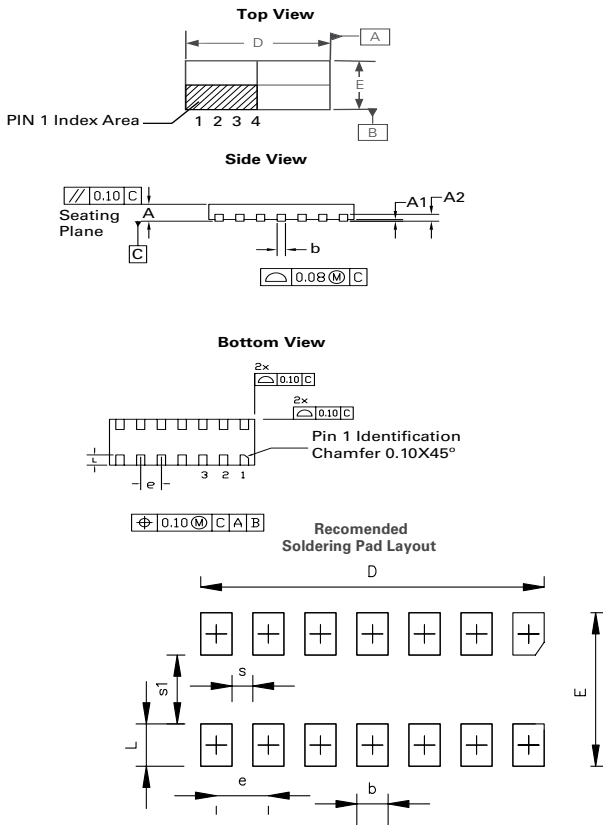 Top View
D
A
E
PIN 1 Index Area
1 2 3 4
B
Side View
// 0.10 C
A
A1
A2
Seating
Plane
b
C
⌓ 0.08 Ⓜ C
Bottom View
2x
⌓ 0.10 C
2x
⌓ 0.10 C
Pin 1 Identification
Chamfer 0.10X45°
L
e
3 2 1
⌖ 0.10 Ⓜ C A B
Recomended
Soldering Pad Layout
D
s
s1
E
L
e
b